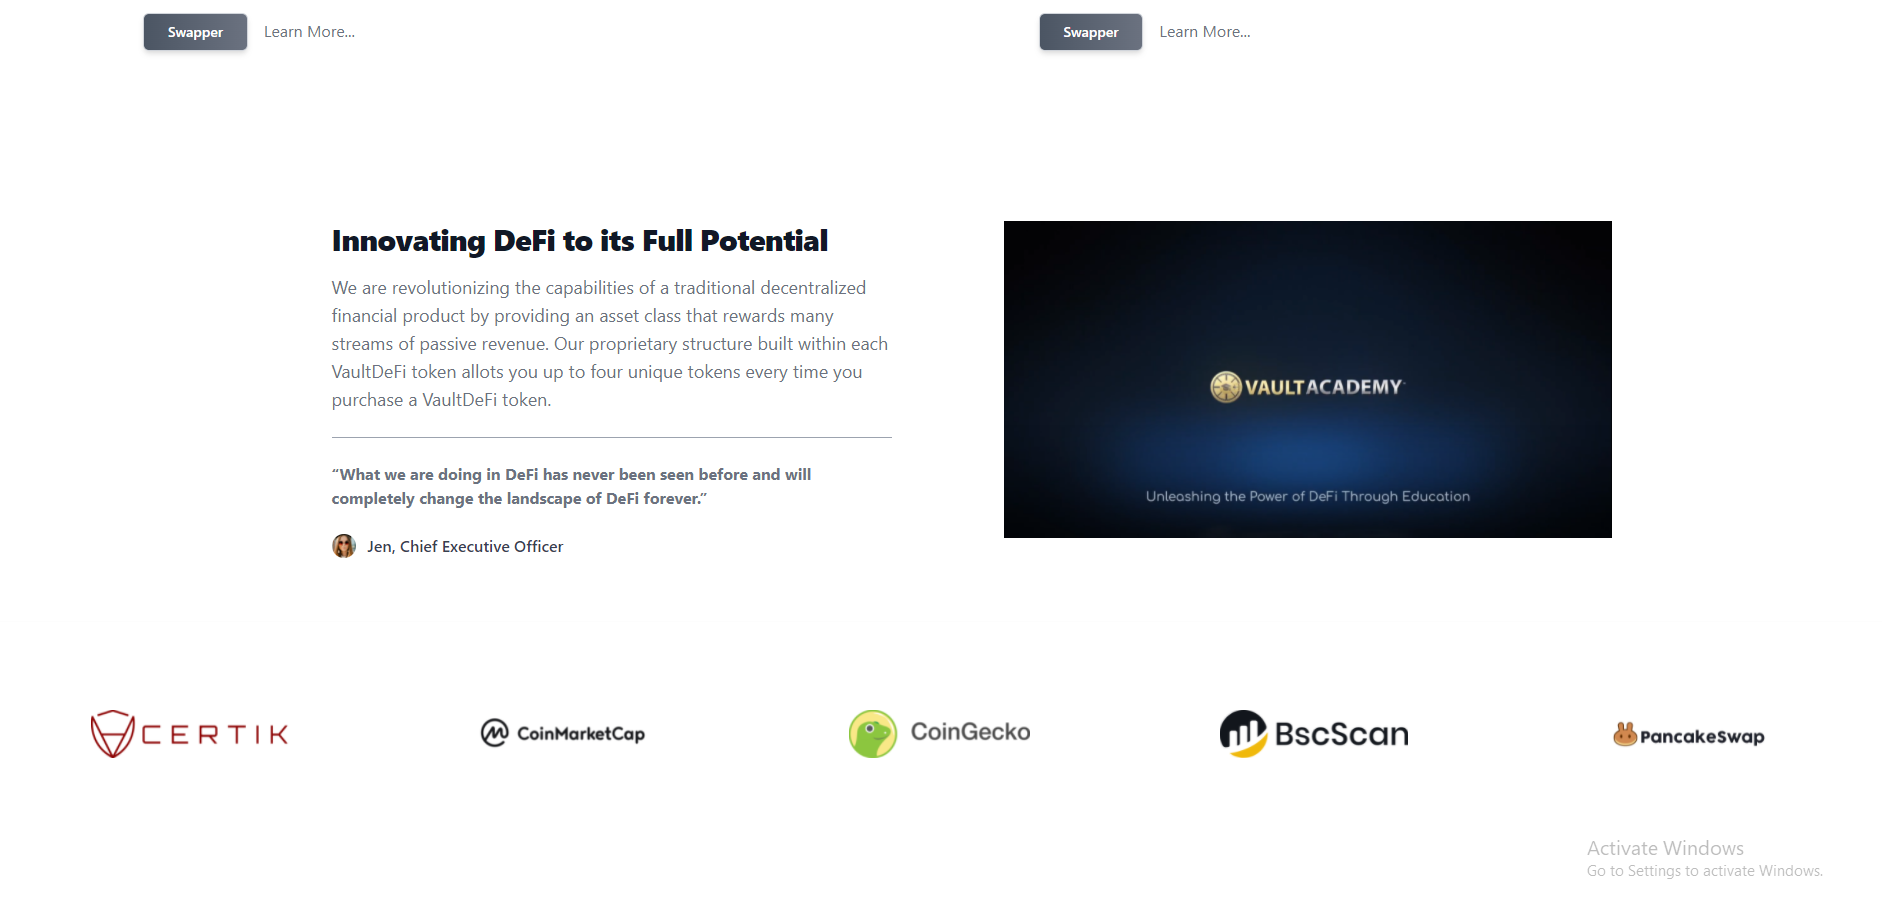 Swapper Learn More...
Swapper Learn More...
Innovating DeFi to its Full Potential
We are revolutionizing the capabilities of a traditional decentralized
financial product by providing an asset class that rewards many
streams of passive revenue. Our proprietary structure built within each
VaultDeFi token allots you up to four unique tokens every time you
purchase a VaultDeFi token.
“What we are doing in DeFi has never been seen before and will
completely change the landscape of DeFi forever.”
Jen, Chief Executive Officer
VAULTACADEMY
Unleashing the Power of DeFi Through Education
CERTIK
CoinMarketCap
CoinGecko
BscScan
PancakeSwap
Activate Windows
Go to Settings to activate Windows.